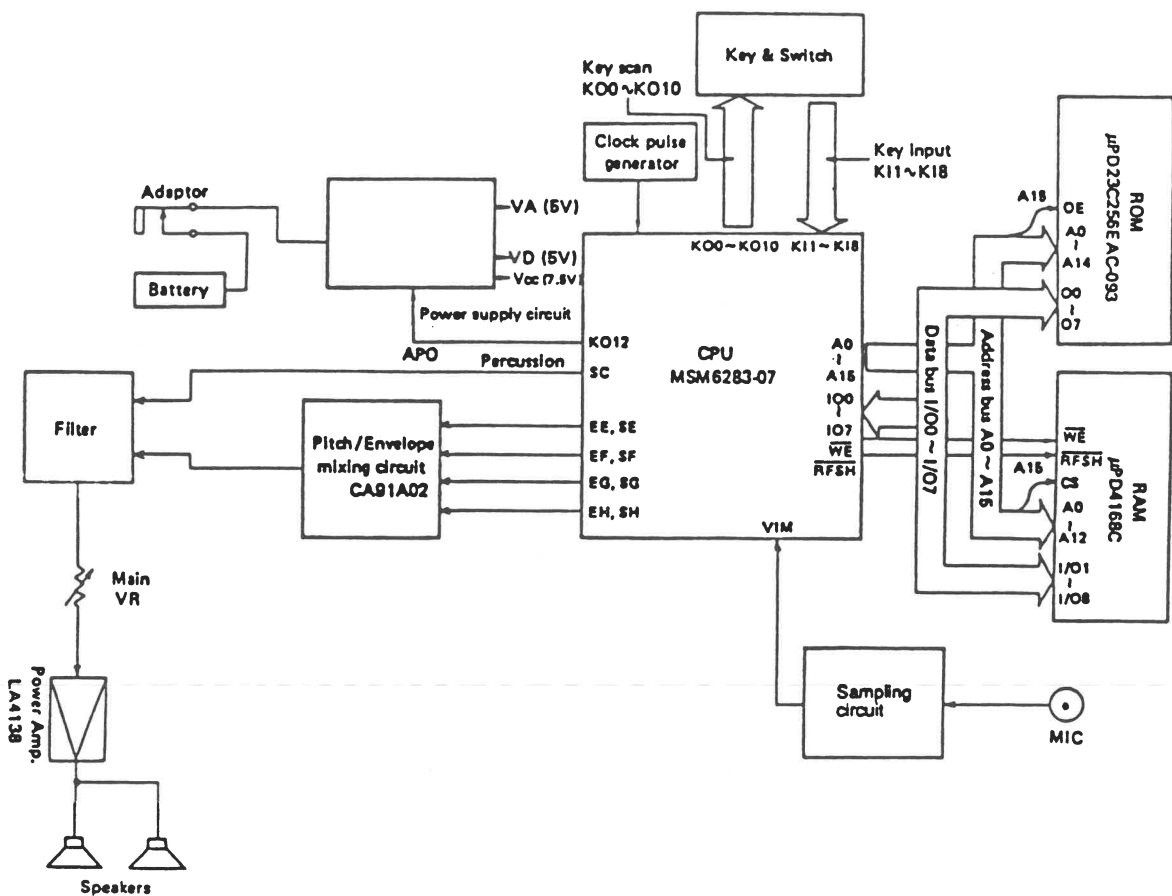 Key & Switch
Key scan
KO0~KO10
Clock pulse
generator
Key Input
KI1~KI8
Adaptor
Battery
VA (5V)
VD (5V)
Vcc (7.5V)
Power supply circuit
APO
KO0~KO10
KI1~KI8
KO12
Percussion
SC
CPU
MSM6283-07
A0
~
A15
IO0
~
IO7
WE
RFSH
Filter
Pitch/Envelope
mixing circuit
CA91A02
EE, SE
EF, SF
EG, SG
EH, SH
VIM
Data bus I/O0 ~ I/O7
Address bus A0 ~ A15
A15
OE
A0
~
A14
O0
~
O7
ROM
μPD23C256EAC-093
WE
RFSH
A15
CS
A0
~
A12
I/O1
~
I/O8
RAM
μPD4168C
Main
VR
Power Amp.
LA4138
Sampling
circuit
MIC
Speakers